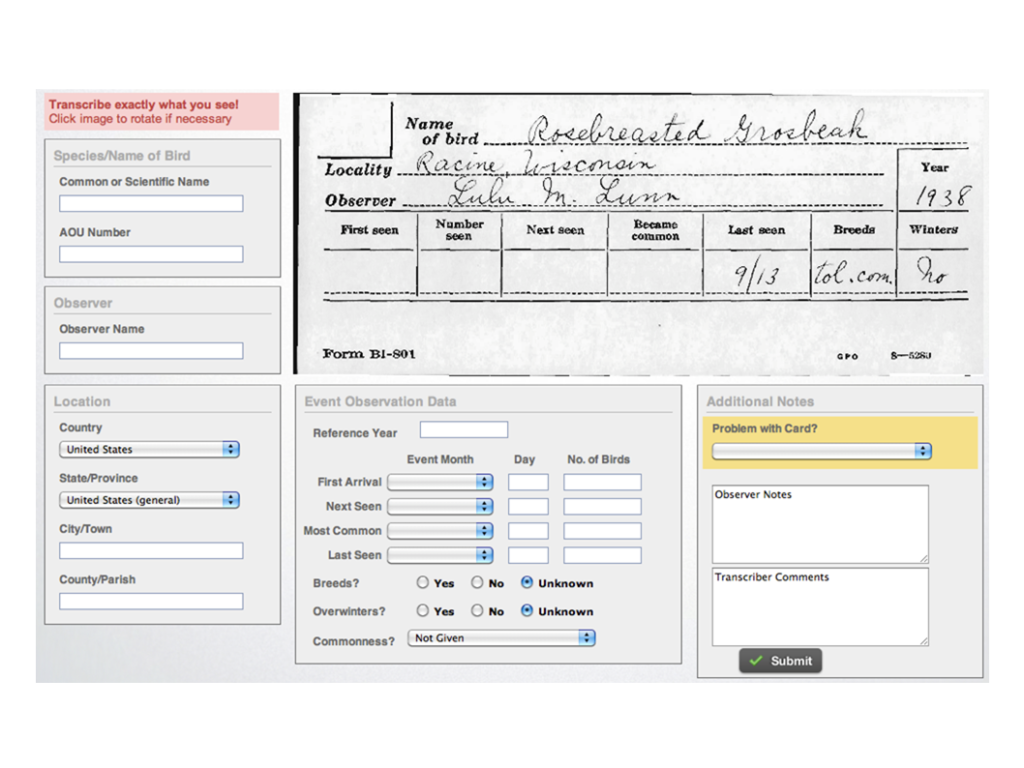 Transcribe exactly what you see!
Click image to rotate if necessary
Species/Name of Bird
Common or Scientific Name
AOU Number
Observer
Observer Name
Location
Country
United States
State/Province
United States (general)
City/Town
County/Parish
Name of bird Rosebreasted Grosbeak
Locality Racine, Wisconsin
Observer Lulu M. Lunn
Year
1938
First seen Number seen Next seen Became common Last seen Breeds Winters
9/13 tol.com. No
Form BI-801
GPO 8—5280
Event Observation Data
Reference Year
Event Month Day No. of Birds
First Arrival
Next Seen
Most Common
Last Seen
Breeds? Yes No Unknown
Overwinters? Yes No Unknown
Commonness? Not Given
Additional Notes
Problem with Card?
Observer Notes
Transcriber Comments
Submit